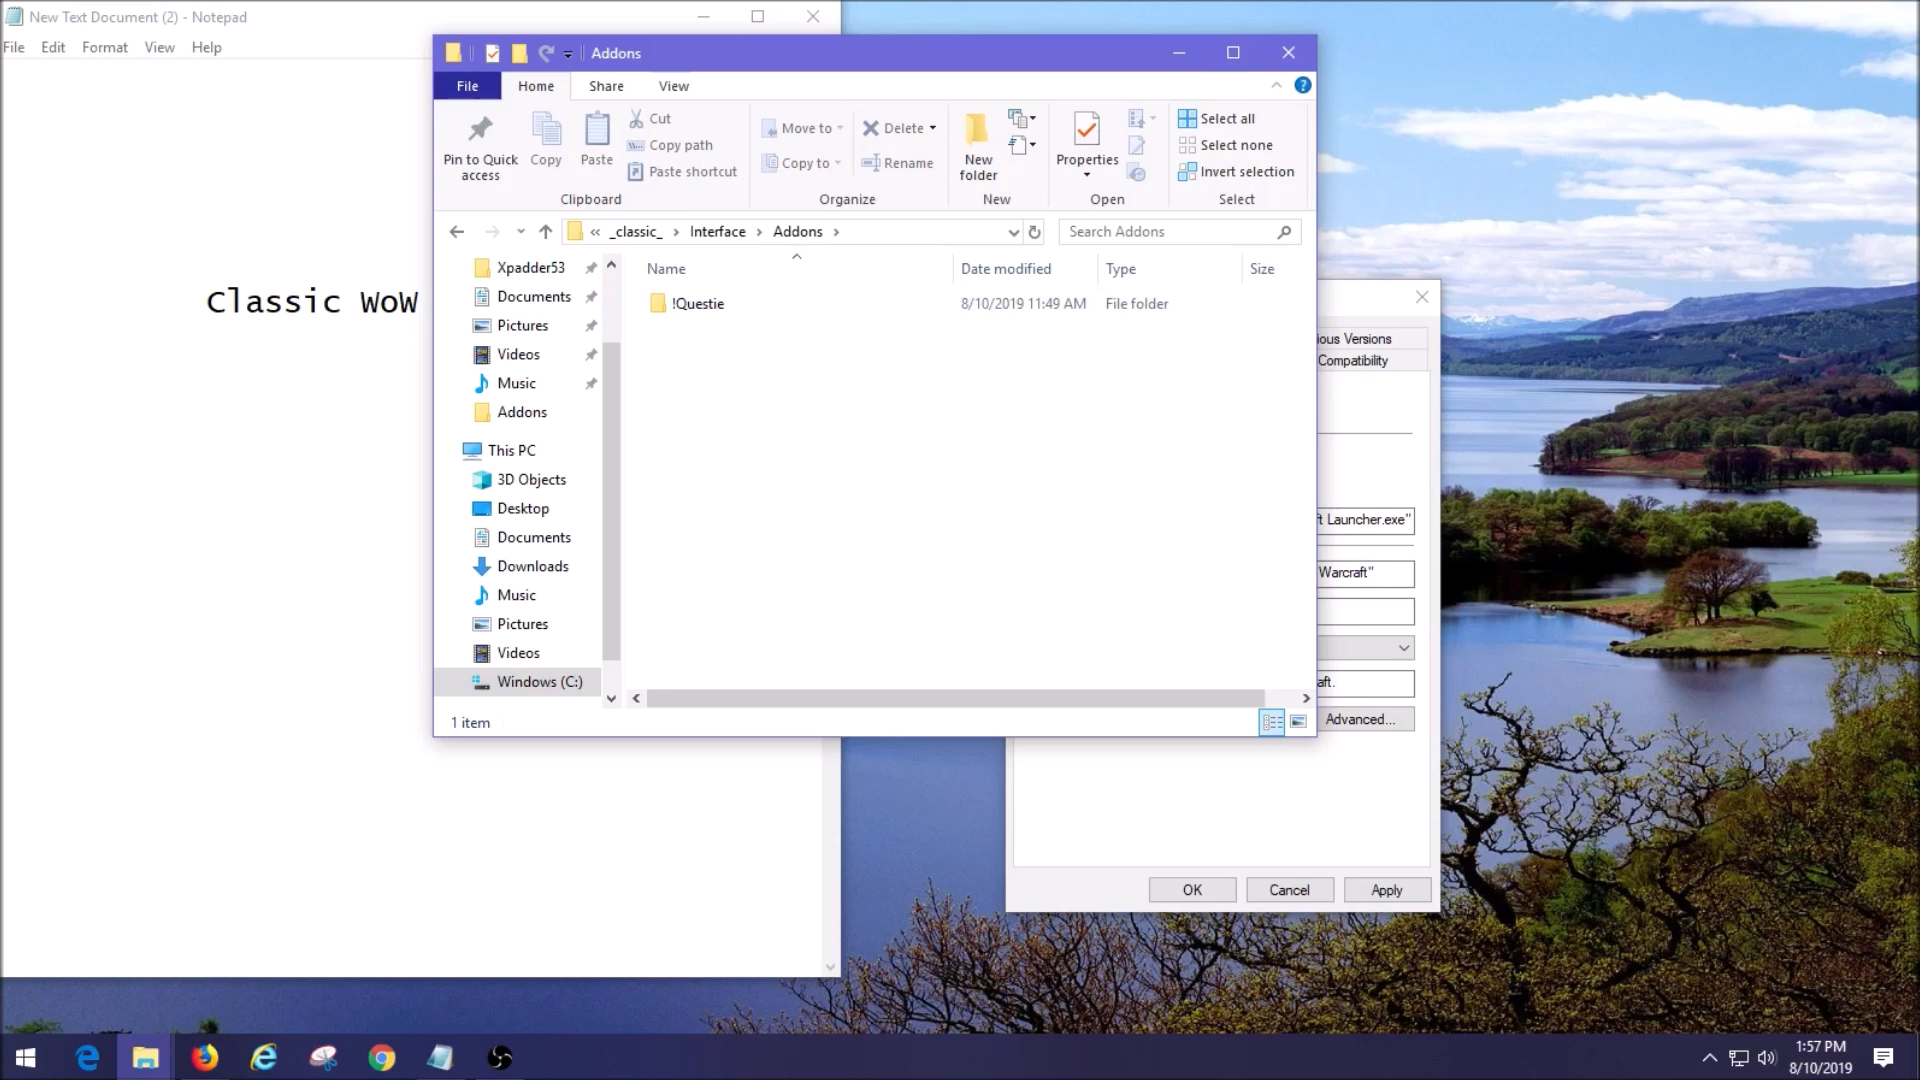 New Text Document (2) - Notepad
File Edit Format View Help
Classic WoW
Addons
File Home Share View
Pin to Quick access
Copy
Paste
Cut
Copy path
Paste shortcut
Clipboard
Move to
Copy to
Delete
Rename
Organize
New folder
New
Properties
Open
Select all
Select none
Invert selection
Select
« _classic_ › Interface › Addons ›
Search Addons
Xpadder53
Documents
Pictures
Videos
Music
Addons
This PC
3D Objects
Desktop
Documents
Downloads
Music
Pictures
Videos
Windows (C:)
Name Date modified Type Size
!Questie 8/10/2019 11:49 AM File folder
1 item
ious Versions
Compatibility
ft Launcher.exe"
Warcraft"
aft.
Advanced...
OK Cancel Apply
1:57 PM
8/10/2019